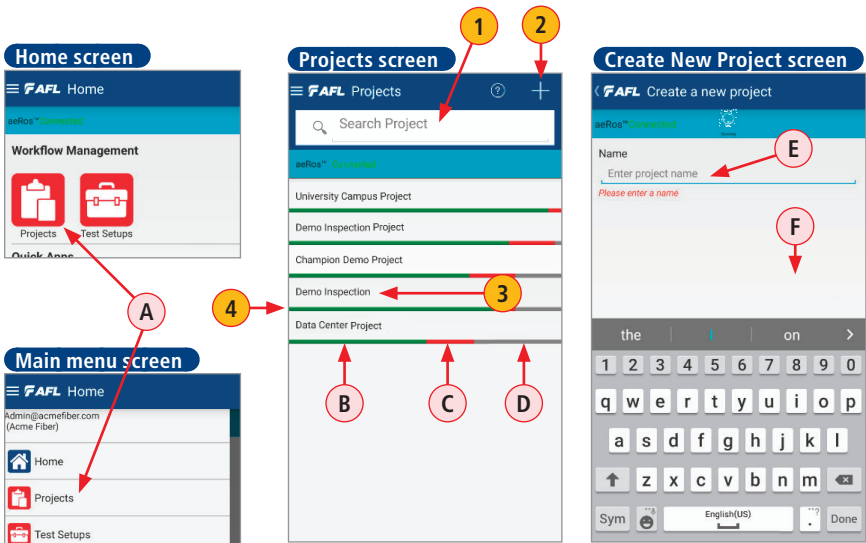 Home screen
AFL Home
aeRos™ Connected
Workflow Management
Projects
Test Setups
Quick Apps
A
Main menu screen
AFL Home
Admin@acmefiber.com
(Acme Fiber)
Home
Projects
Test Setups
1
2
Projects screen
AFL Projects ?
Search Project
aeRos™ Connected
University Campus Project
Demo Inspection Project
Champion Demo Project
Demo Inspection
3
4
Data Center Project
B
C
D
Create New Project screen
AFL Create a new project
aeRos™ Connected
Name
Enter project name
Please enter a name
E
F
the I on >
1 2 3 4 5 6 7 8 9 0
q w e r t y u i o p
a s d f g h j k l
z x c v b n m
Sym English(US) . Done